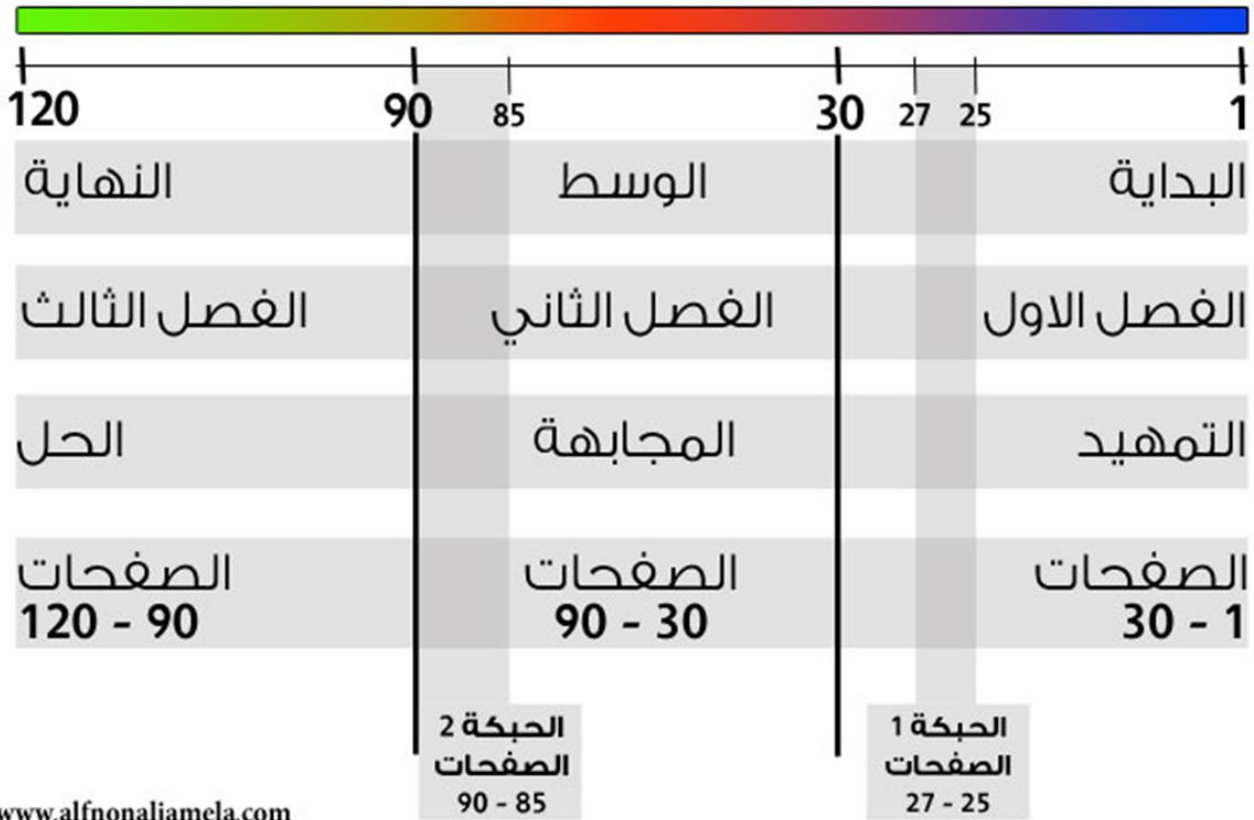 1 25 27 30 85 90 120
البداية الوسط النهاية
الفصل الاول الفصل الثاني الفصل الثالث
التمهيد المجابهة الحل
الصفحات الصفحات الصفحات
1 - 30 30 - 90 90 - 120
الحبكة 1 الحبكة 2
الصفحات الصفحات
25 - 27 85 - 90
www.alfnonaliamela.com